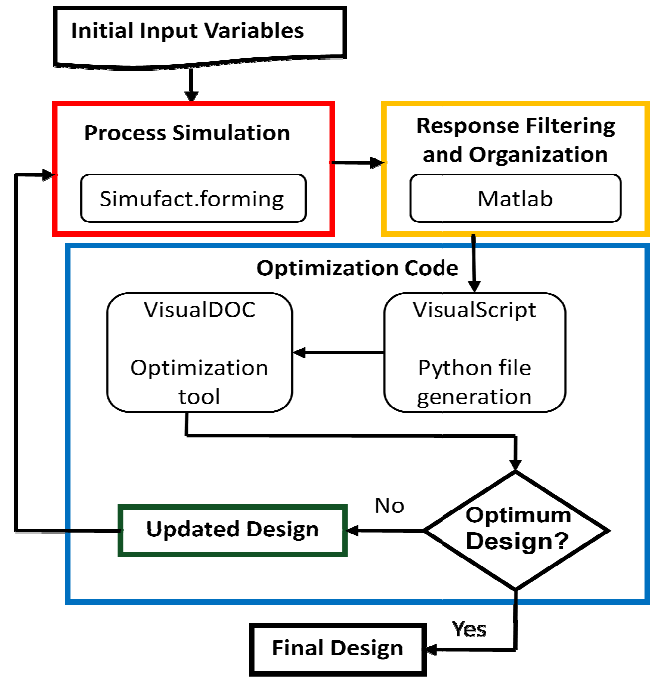 Initial Input Variables
Process Simulation
Simufact.forming
Response Filtering
and Organization
Matlab
Optimization Code
VisualDOC
Optimization
tool
VisualScript
Python file
generation
Optimum
Design?
No
Updated Design
Yes
Final Design